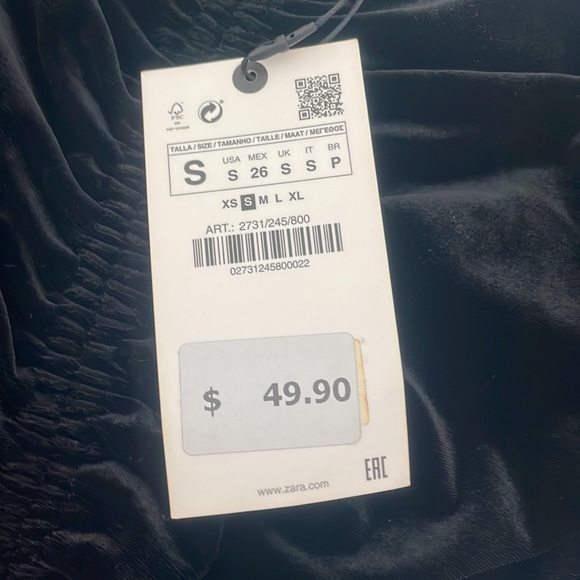 FSC
TALLA / SIZE / TAMANHO / TAILLE / MAAT / ΜΕΓΕΘΟΣ
S
USA MEX UK IT BR
S 26 S S P
XS S M L XL
ART.: 2731/245/800
02731245800022
$ 49.90
www.zara.com
EAC